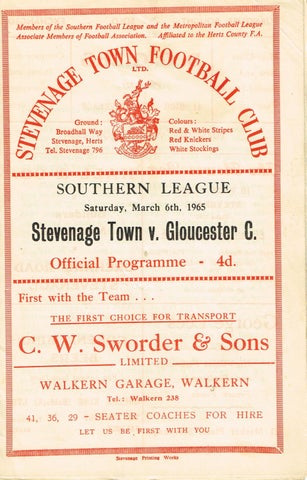 Members of the Southern Football League and the Metropolitan Football League
Associate Members of Football Association. Affiliated to the Herts County F.A.
STEVENAGE TOWN FOOTBALL CLUB
LTD.
Ground :
Broadhall Way
Stevenage, Herts
Tel. Stevenage 796
Colours :
Red & White Stripes
Red Knickers
White Stockings
SOUTHERN LEAGUE
Saturday, March 6th, 1965
Stevenage Town v. Gloucester C.
Official Programme - 4d.
First with the Team . . .
THE FIRST CHOICE FOR TRANSPORT
C. W. Sworder & Sons
LIMITED
WALKERN GARAGE, WALKERN
Tel.: Walkern 238
41, 36, 29 - SEATER COACHES FOR HIRE
LET US BE FIRST WITH YOU
Stevenage Printing Works